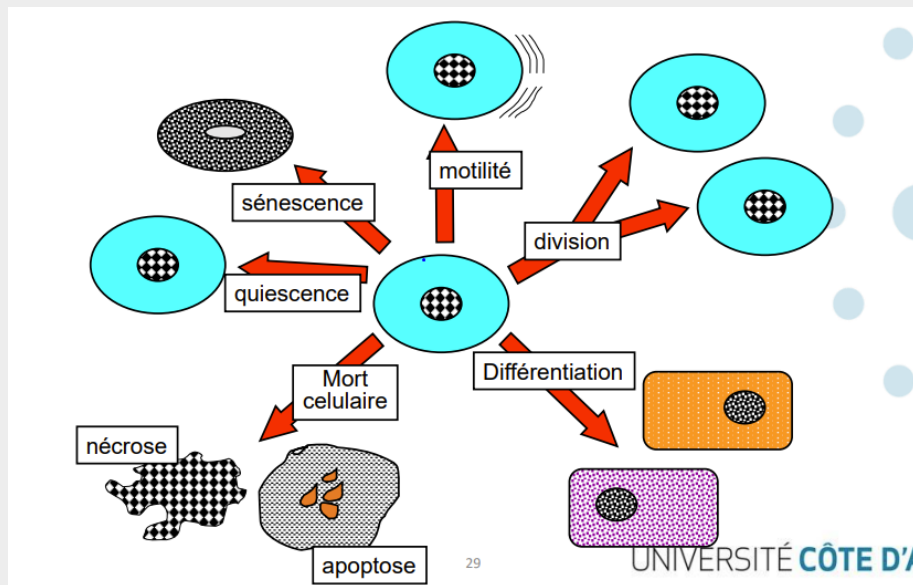 motilité
sénescence
division
quiescence
Différentiation
Mort
celulaire
nécrose
apoptose
29
UNIVERSITÉ CÔTE D'A